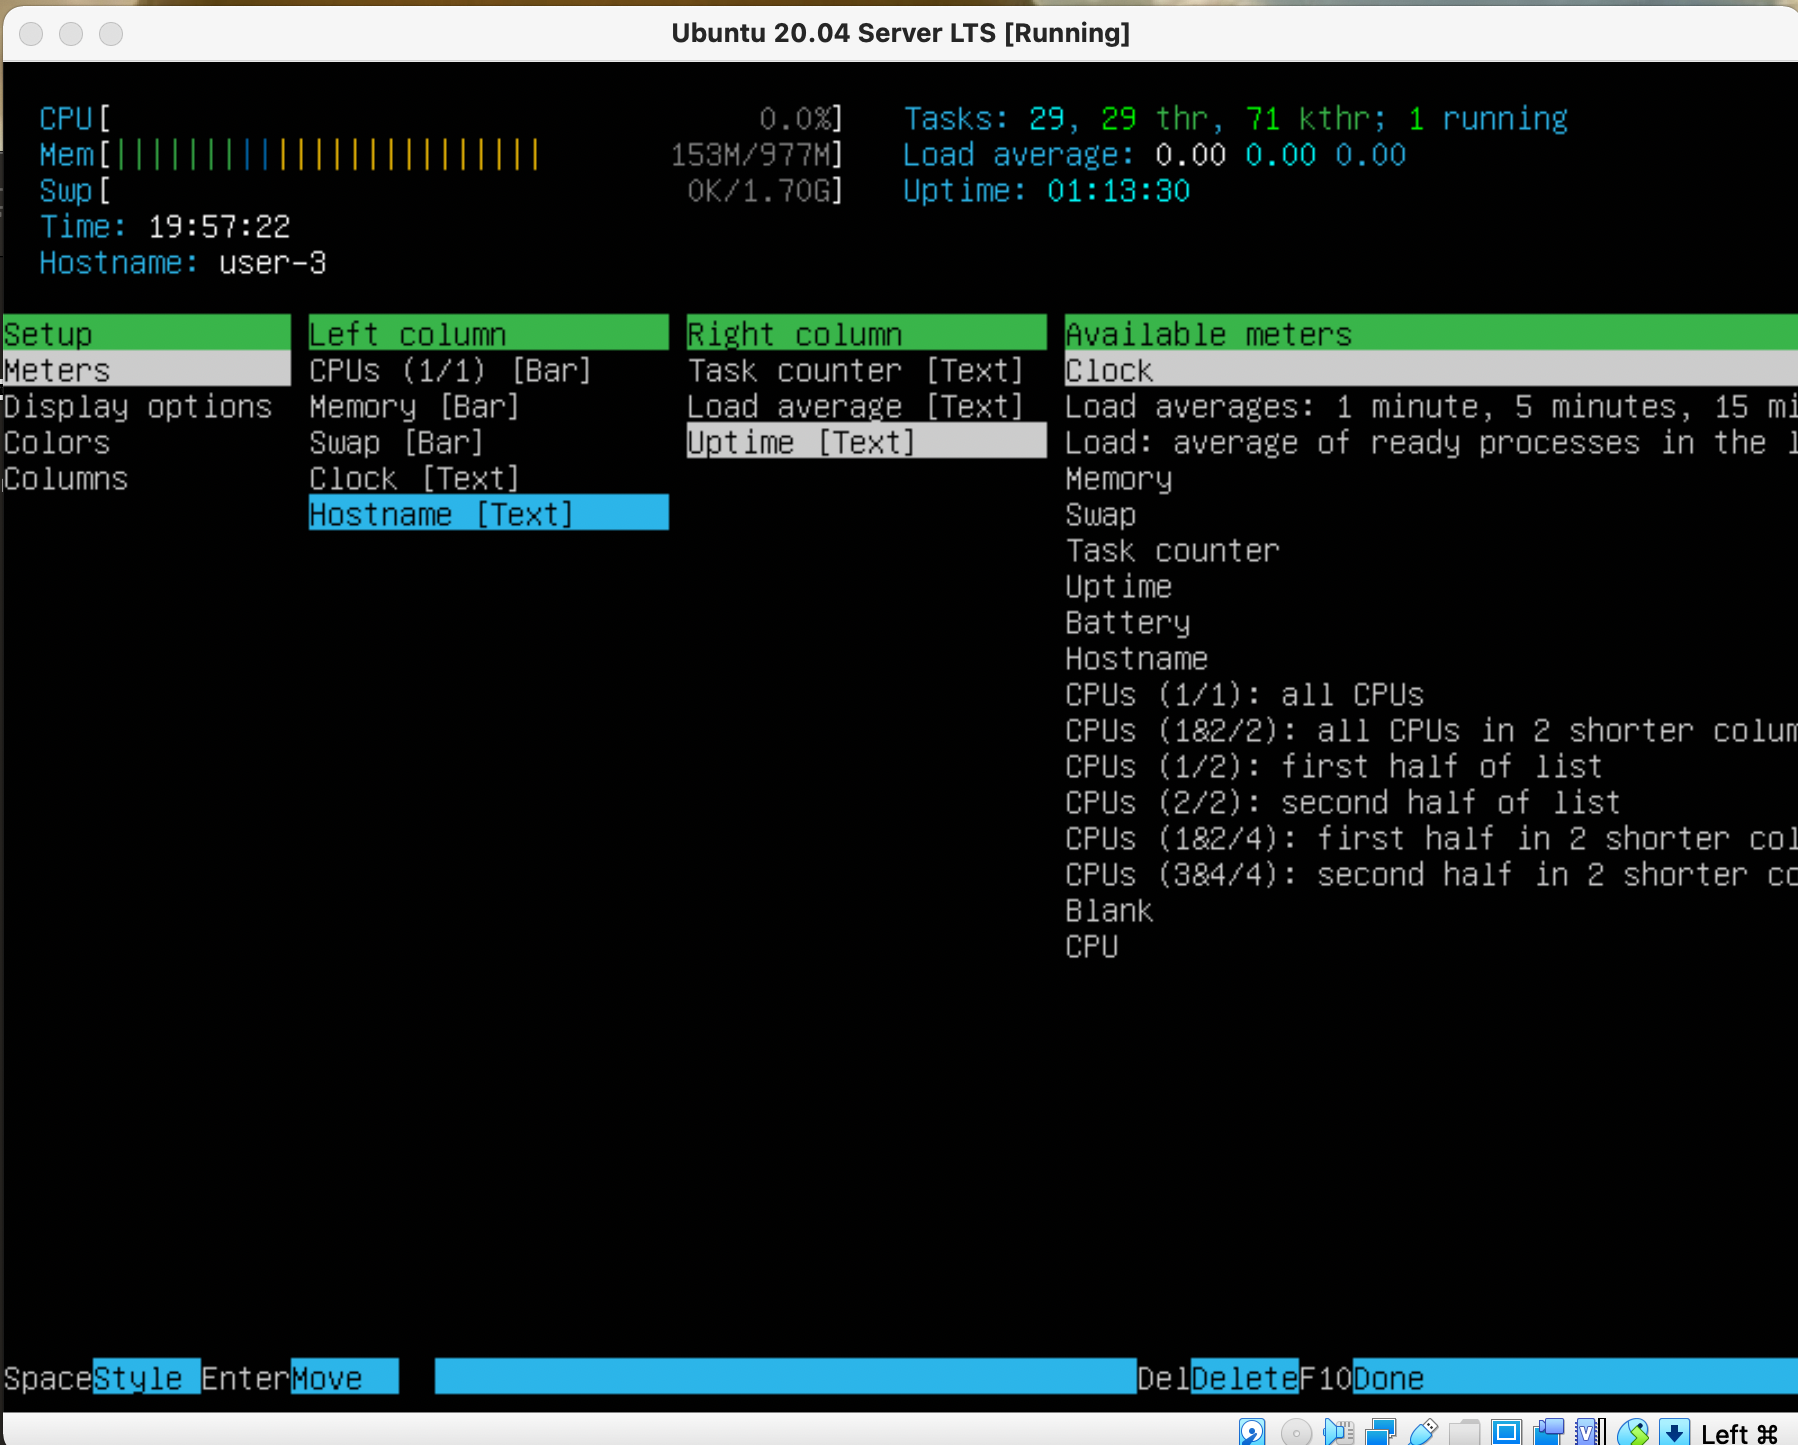 Ubuntu 20.04 Server LTS [Running]
CPU[ 0.0%] Tasks: 29, 29 thr, 71 kthr; 1 running
Mem[||||||||||||||||||||||||| 153M/977M] Load average: 0.00 0.00 0.00
Swp[ 0K/1.70G] Uptime: 01:13:30
Time: 19:57:22
Hostname: user-3
Setup Left column Right column Available meters
Meters CPUs (1/1) [Bar] Task counter [Text] Clock
Display options Memory [Bar] Load average [Text] Load averages: 1 minute, 5 minutes, 15 mi
Colors Swap [Bar] Uptime [Text] Load: average of ready processes in the l
Columns Clock [Text] Memory
Hostname [Text] Swap
Task counter
Uptime
Battery
Hostname
CPUs (1/1): all CPUs
CPUs (1&2/2): all CPUs in 2 shorter colum
CPUs (1/2): first half of list
CPUs (2/2): second half of list
CPUs (1&2/4): first half in 2 shorter col
CPUs (3&4/4): second half in 2 shorter co
Blank
CPU
SpaceStyle EnterMove DelDeleteF10Done
Left ⌘